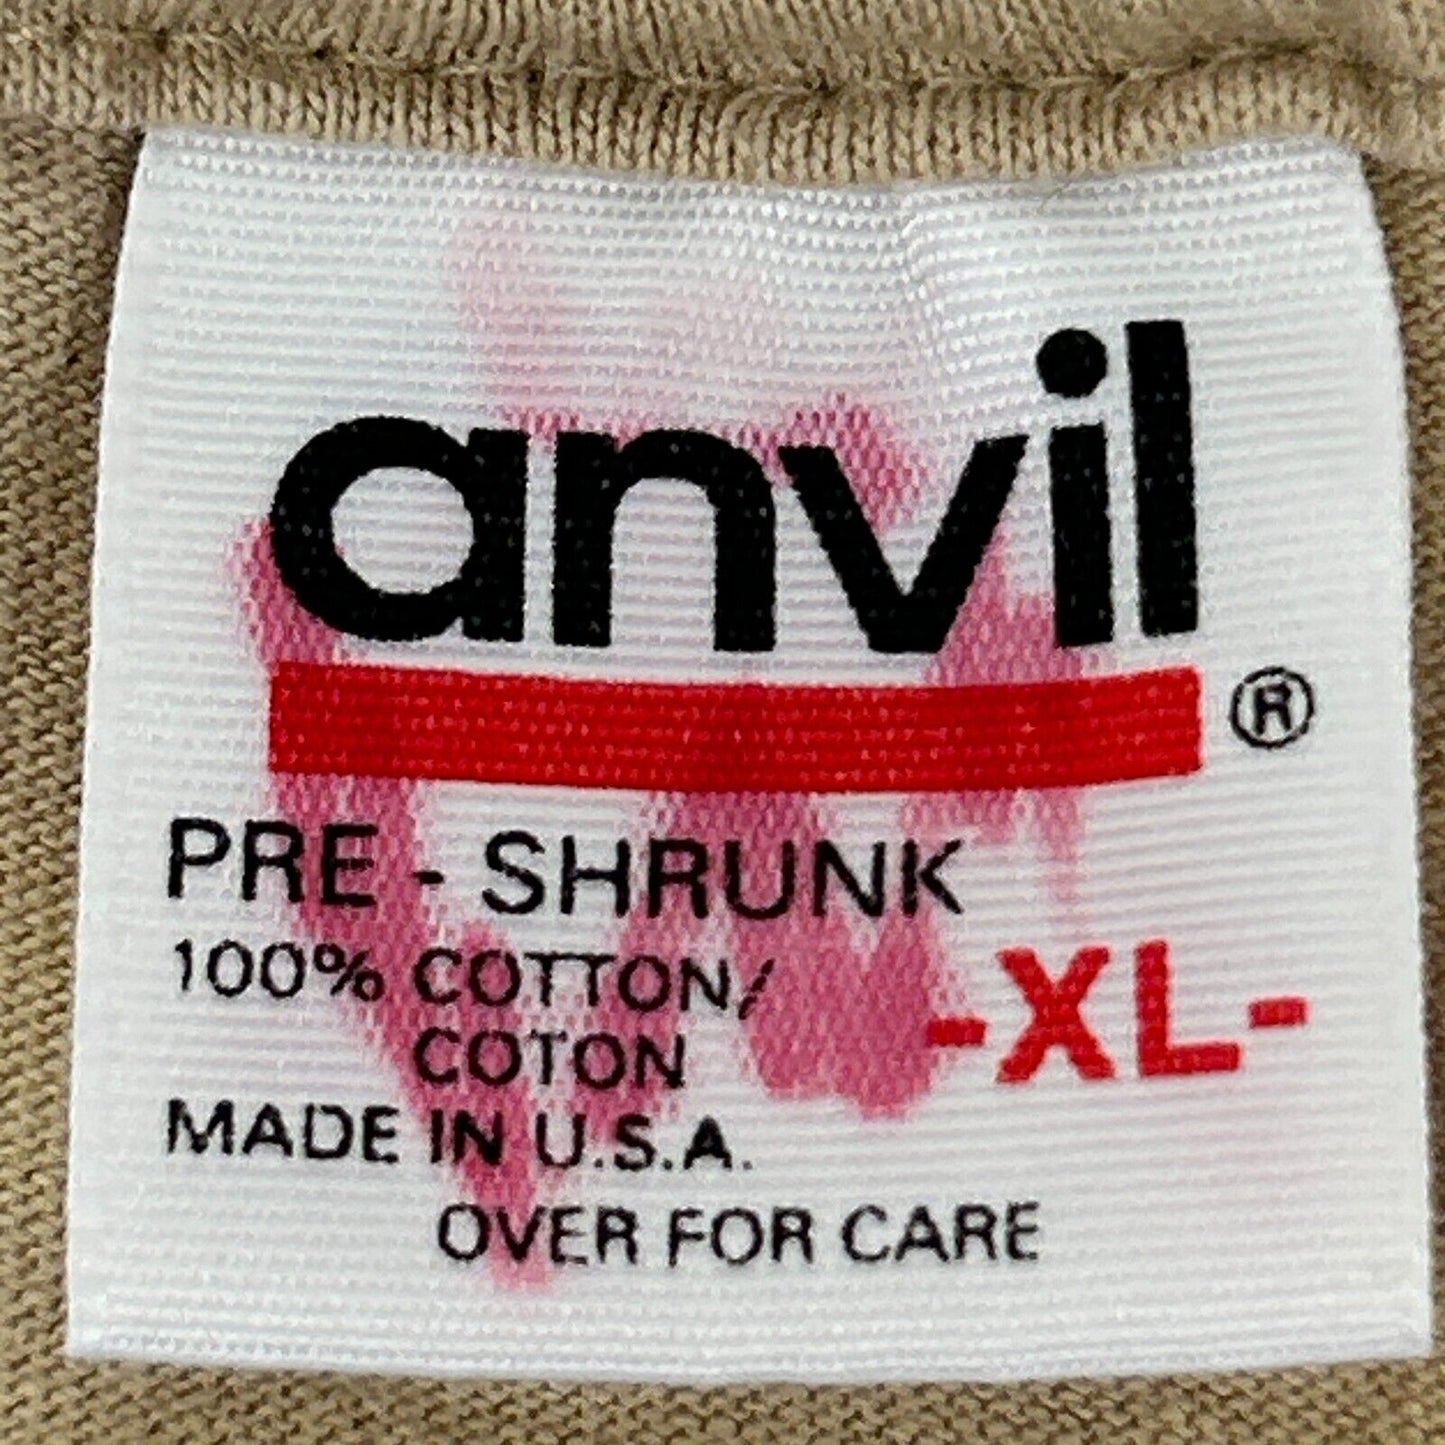 anvil®
PRE - SHRUNK
100% COTTON/
COTON
-XL-
MADE IN U.S.A.
OVER FOR CARE